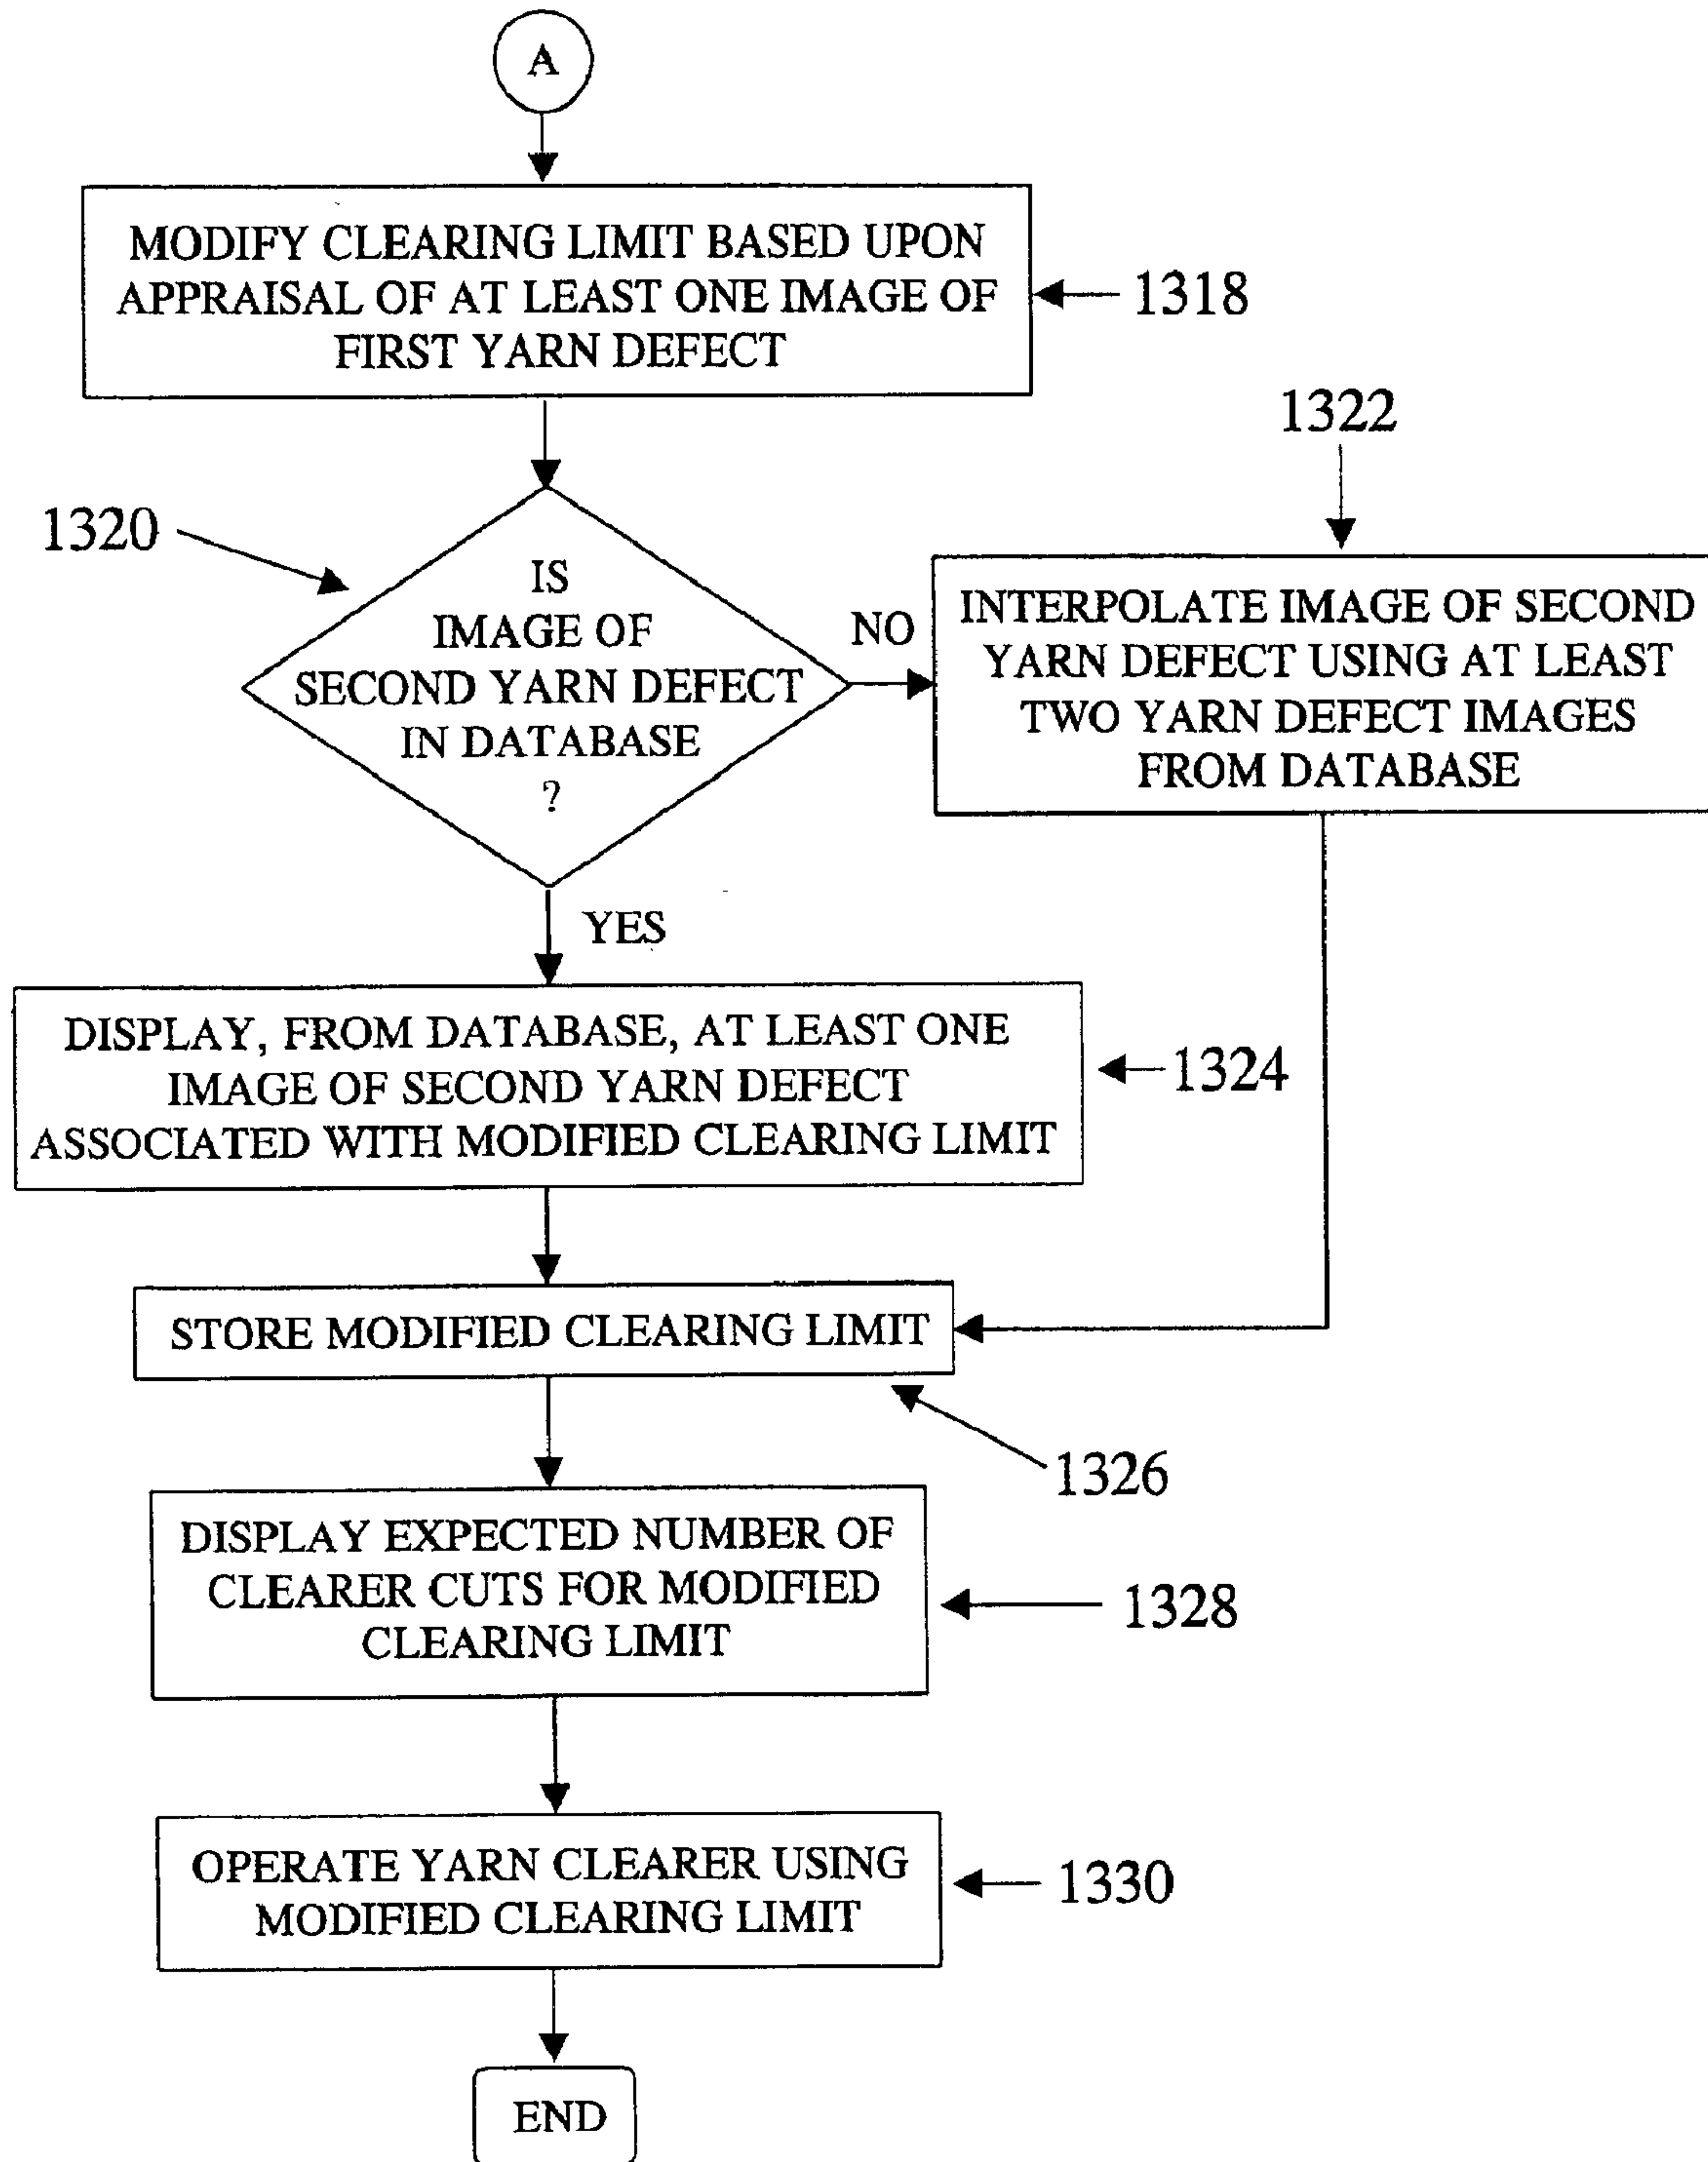 A
MODIFY CLEARING LIMIT BASED UPON
APPRAISAL OF AT LEAST ONE IMAGE OF
FIRST YARN DEFECT
1318
1320
IS
IMAGE OF
SECOND YARN DEFECT
IN DATABASE
?
NO
1322
INTERPOLATE IMAGE OF SECOND
YARN DEFECT USING AT LEAST
TWO YARN DEFECT IMAGES
FROM DATABASE
YES
DISPLAY, FROM DATABASE, AT LEAST ONE
IMAGE OF SECOND YARN DEFECT
ASSOCIATED WITH MODIFIED CLEARING LIMIT
1324
STORE MODIFIED CLEARING LIMIT
1326
DISPLAY EXPECTED NUMBER OF
CLEARER CUTS FOR MODIFIED
CLEARING LIMIT
1328
OPERATE YARN CLEARER USING
MODIFIED CLEARING LIMIT
1330
END